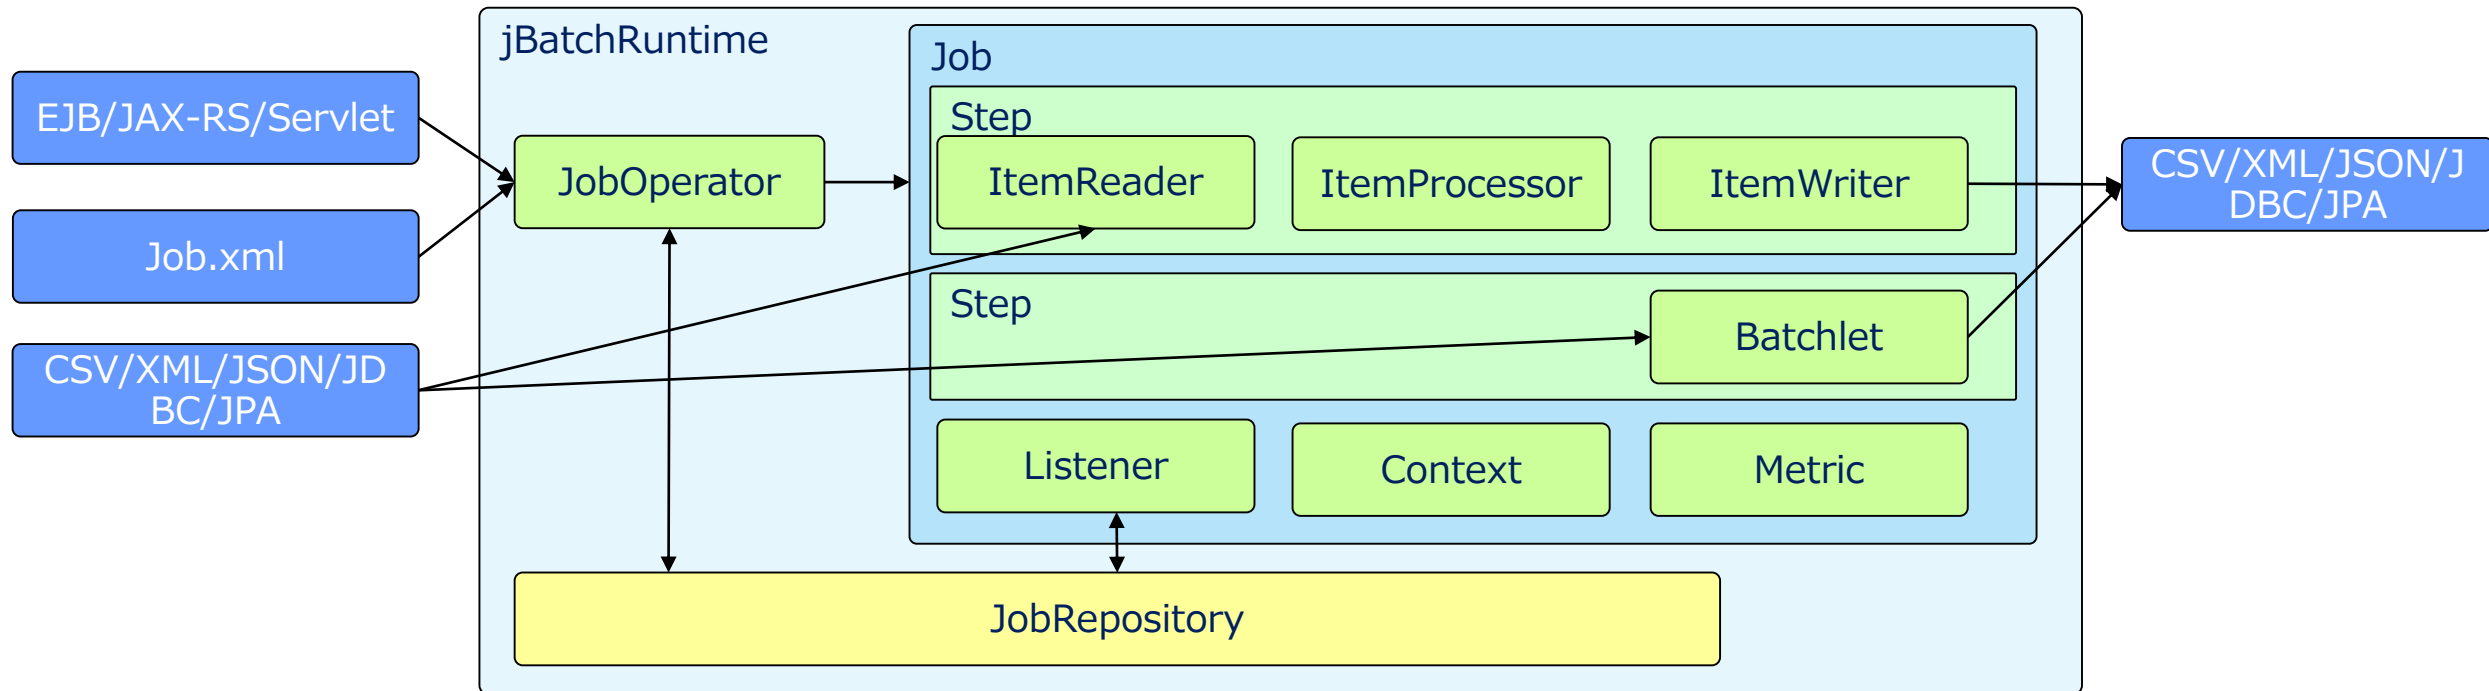 jBatchRuntime
Job
EJB/JAX-RS/Servlet
Step
JobOperator
ItemReader
ItemProcessor
ItemWriter
CSV/XML/JSON/J
DBC/JPA
Job.xml
Step
Batchlet
CSV/XML/JSON/JD
BC/JPA
Listener
Context
Metric
JobRepository